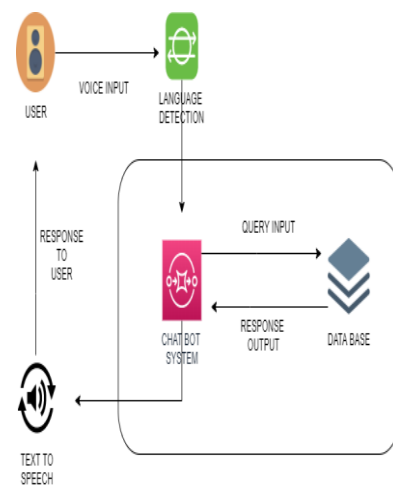 VOICE INPUT
USER
LANGUAGE
DETECTION
QUERY INPUT
RESPONSE
TO
USER
CHAT BOT
SYSTEM
RESPONSE
OUTPUT
DATA BASE
TEXT TO
SPEECH